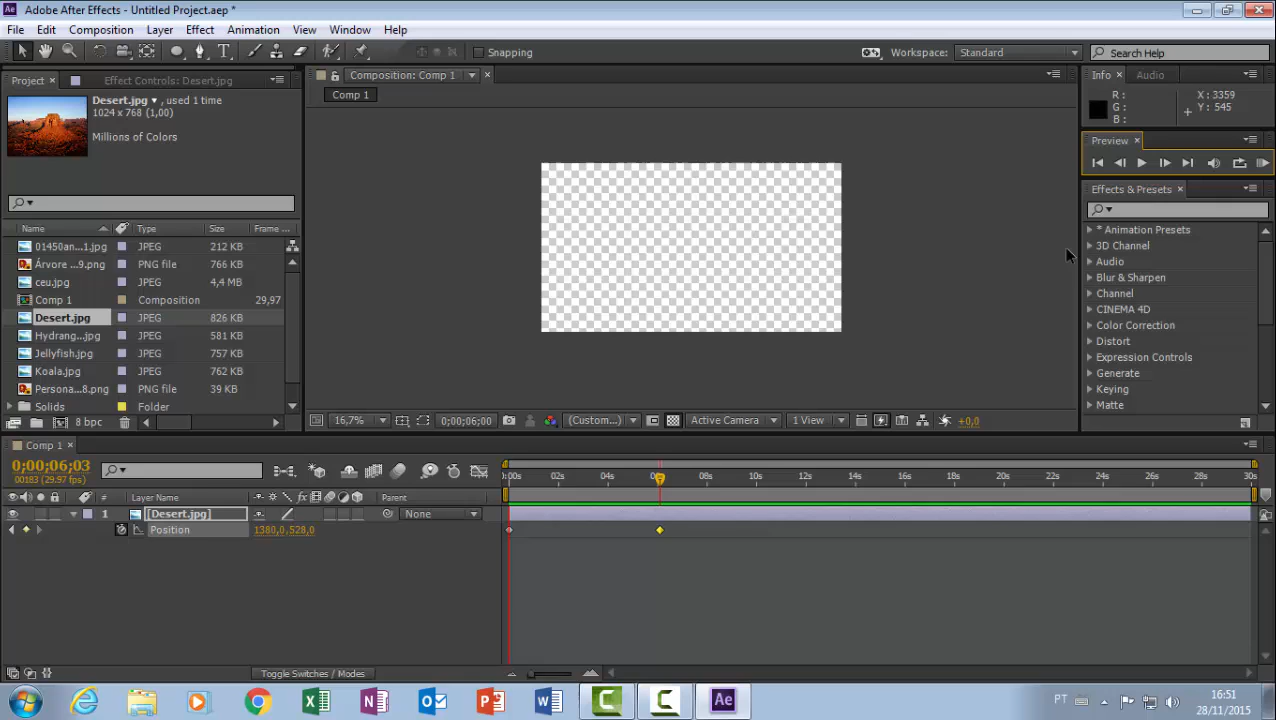 Adobe After Effects - Untitled Project.aep *
File Edit Composition Layer Effect Animation View Window Help
Snapping
Workspace: Standard
Search Help
Project × Effect Controls: Desert.jpg
Desert.jpg ▾ , used 1 time
1024 x 768 (1,00)
Millions of Colors
Name Type Size Frame ...
01450an...1.jpg JPEG 212 KB
Árvore ...9.png PNG file 766 KB
ceu.jpg JPEG 4,4 MB
Comp 1 Composition 29,97
Desert.jpg JPEG 826 KB
Hydrang...jpg JPEG 581 KB
Jellyfish.jpg JPEG 757 KB
Koala.jpg JPEG 762 KB
Persona...8.png PNG file 39 KB
Solids Folder
8 bpc
Composition: Comp 1 ×
Comp 1
16,7% 0;00;06;00 (Custom...) Active Camera 1 View +0,0
Info × Audio
R : X : 3359
G : Y : 545
B :
Preview ×
Effects & Presets ×
* Animation Presets
3D Channel
Audio
Blur & Sharpen
Channel
CINEMA 4D
Color Correction
Distort
Expression Controls
Generate
Keying
Matte
Comp 1 ×
0;00;06;03
00183 (29.97 fps)
:00s 02s 04s 06s 08s 10s 12s 14s 16s 18s 20s 22s 24s 26s 28s 30s
# Layer Name Parent
1 [Desert.jpg] None
Position 1380,0,528,0
Toggle Switches / Modes
PT
16:51
28/11/2015